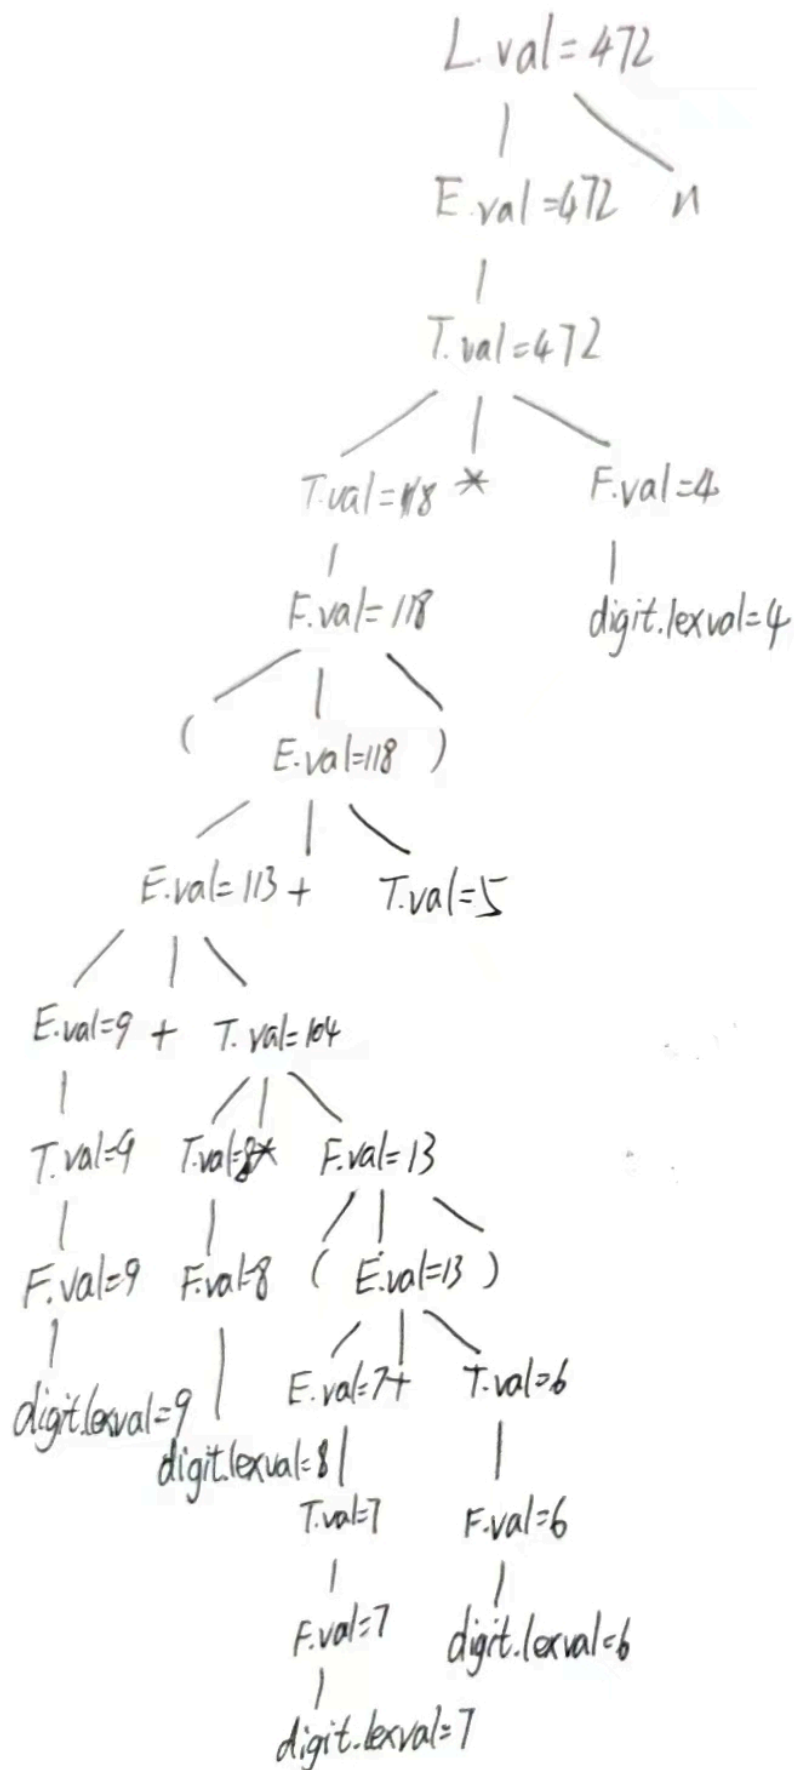 L.val=472
E.val=472 n
T.val=472
T.val=118 * F.val=4
F.val=118 digit.lexval=4
( E.val=118 )
E.val=113 + T.val=5
E.val=9 + T.val=104
T.val=9 T.val=8* F.val=13
F.val=9 F.val=8 ( E.val=13 )
E.val=7+ T.val=6
digit.lexval=9
digit.lexval=8
T.val=7 F.val=6
F.val=7 digit.lexval=6
digit.lexval=7